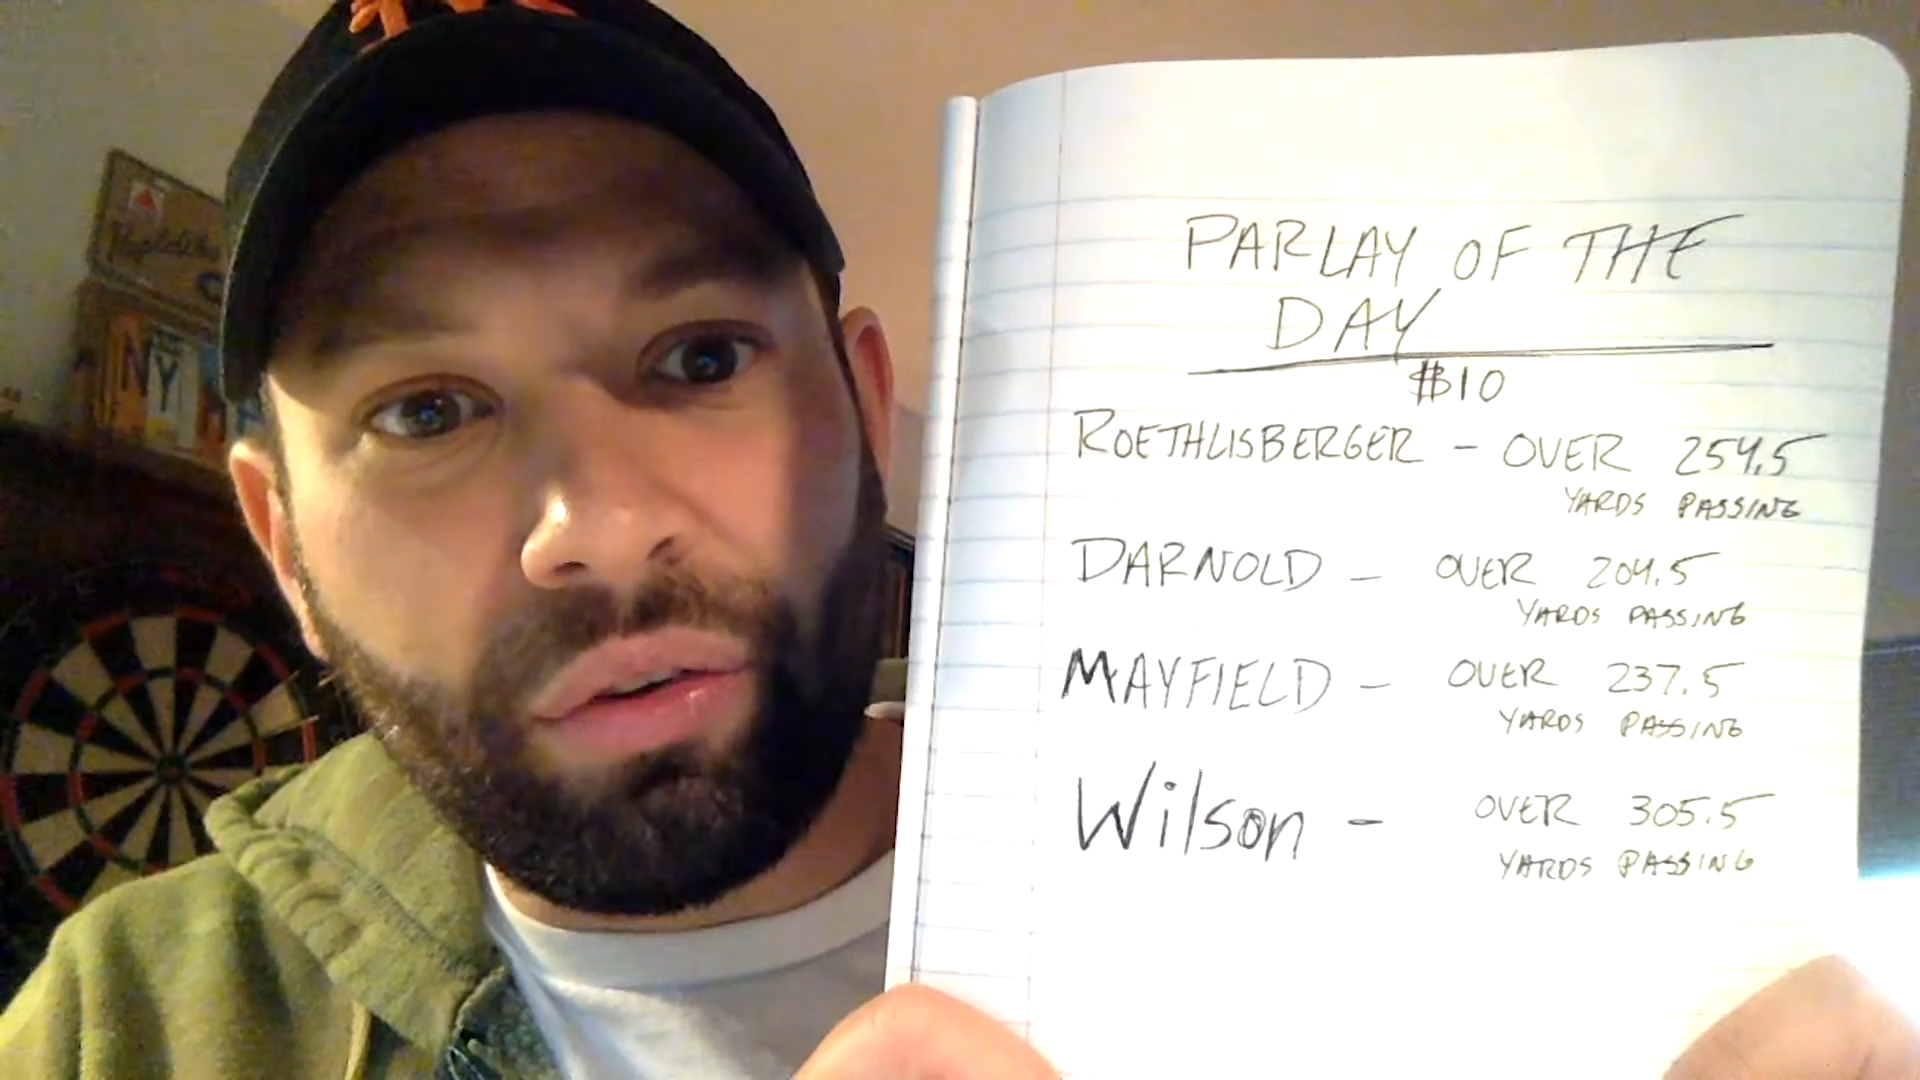 NY
PARLAY OF THE
DAY
$10
ROETHLISBERGER - OVER 254.5
YARDS PASSING
DARNOLD - OVER 204.5
YARDS PASSING
MAYFIELD - OVER 237.5
YARDS PASSING
Wilson - OVER 305.5
YARDS PASSING